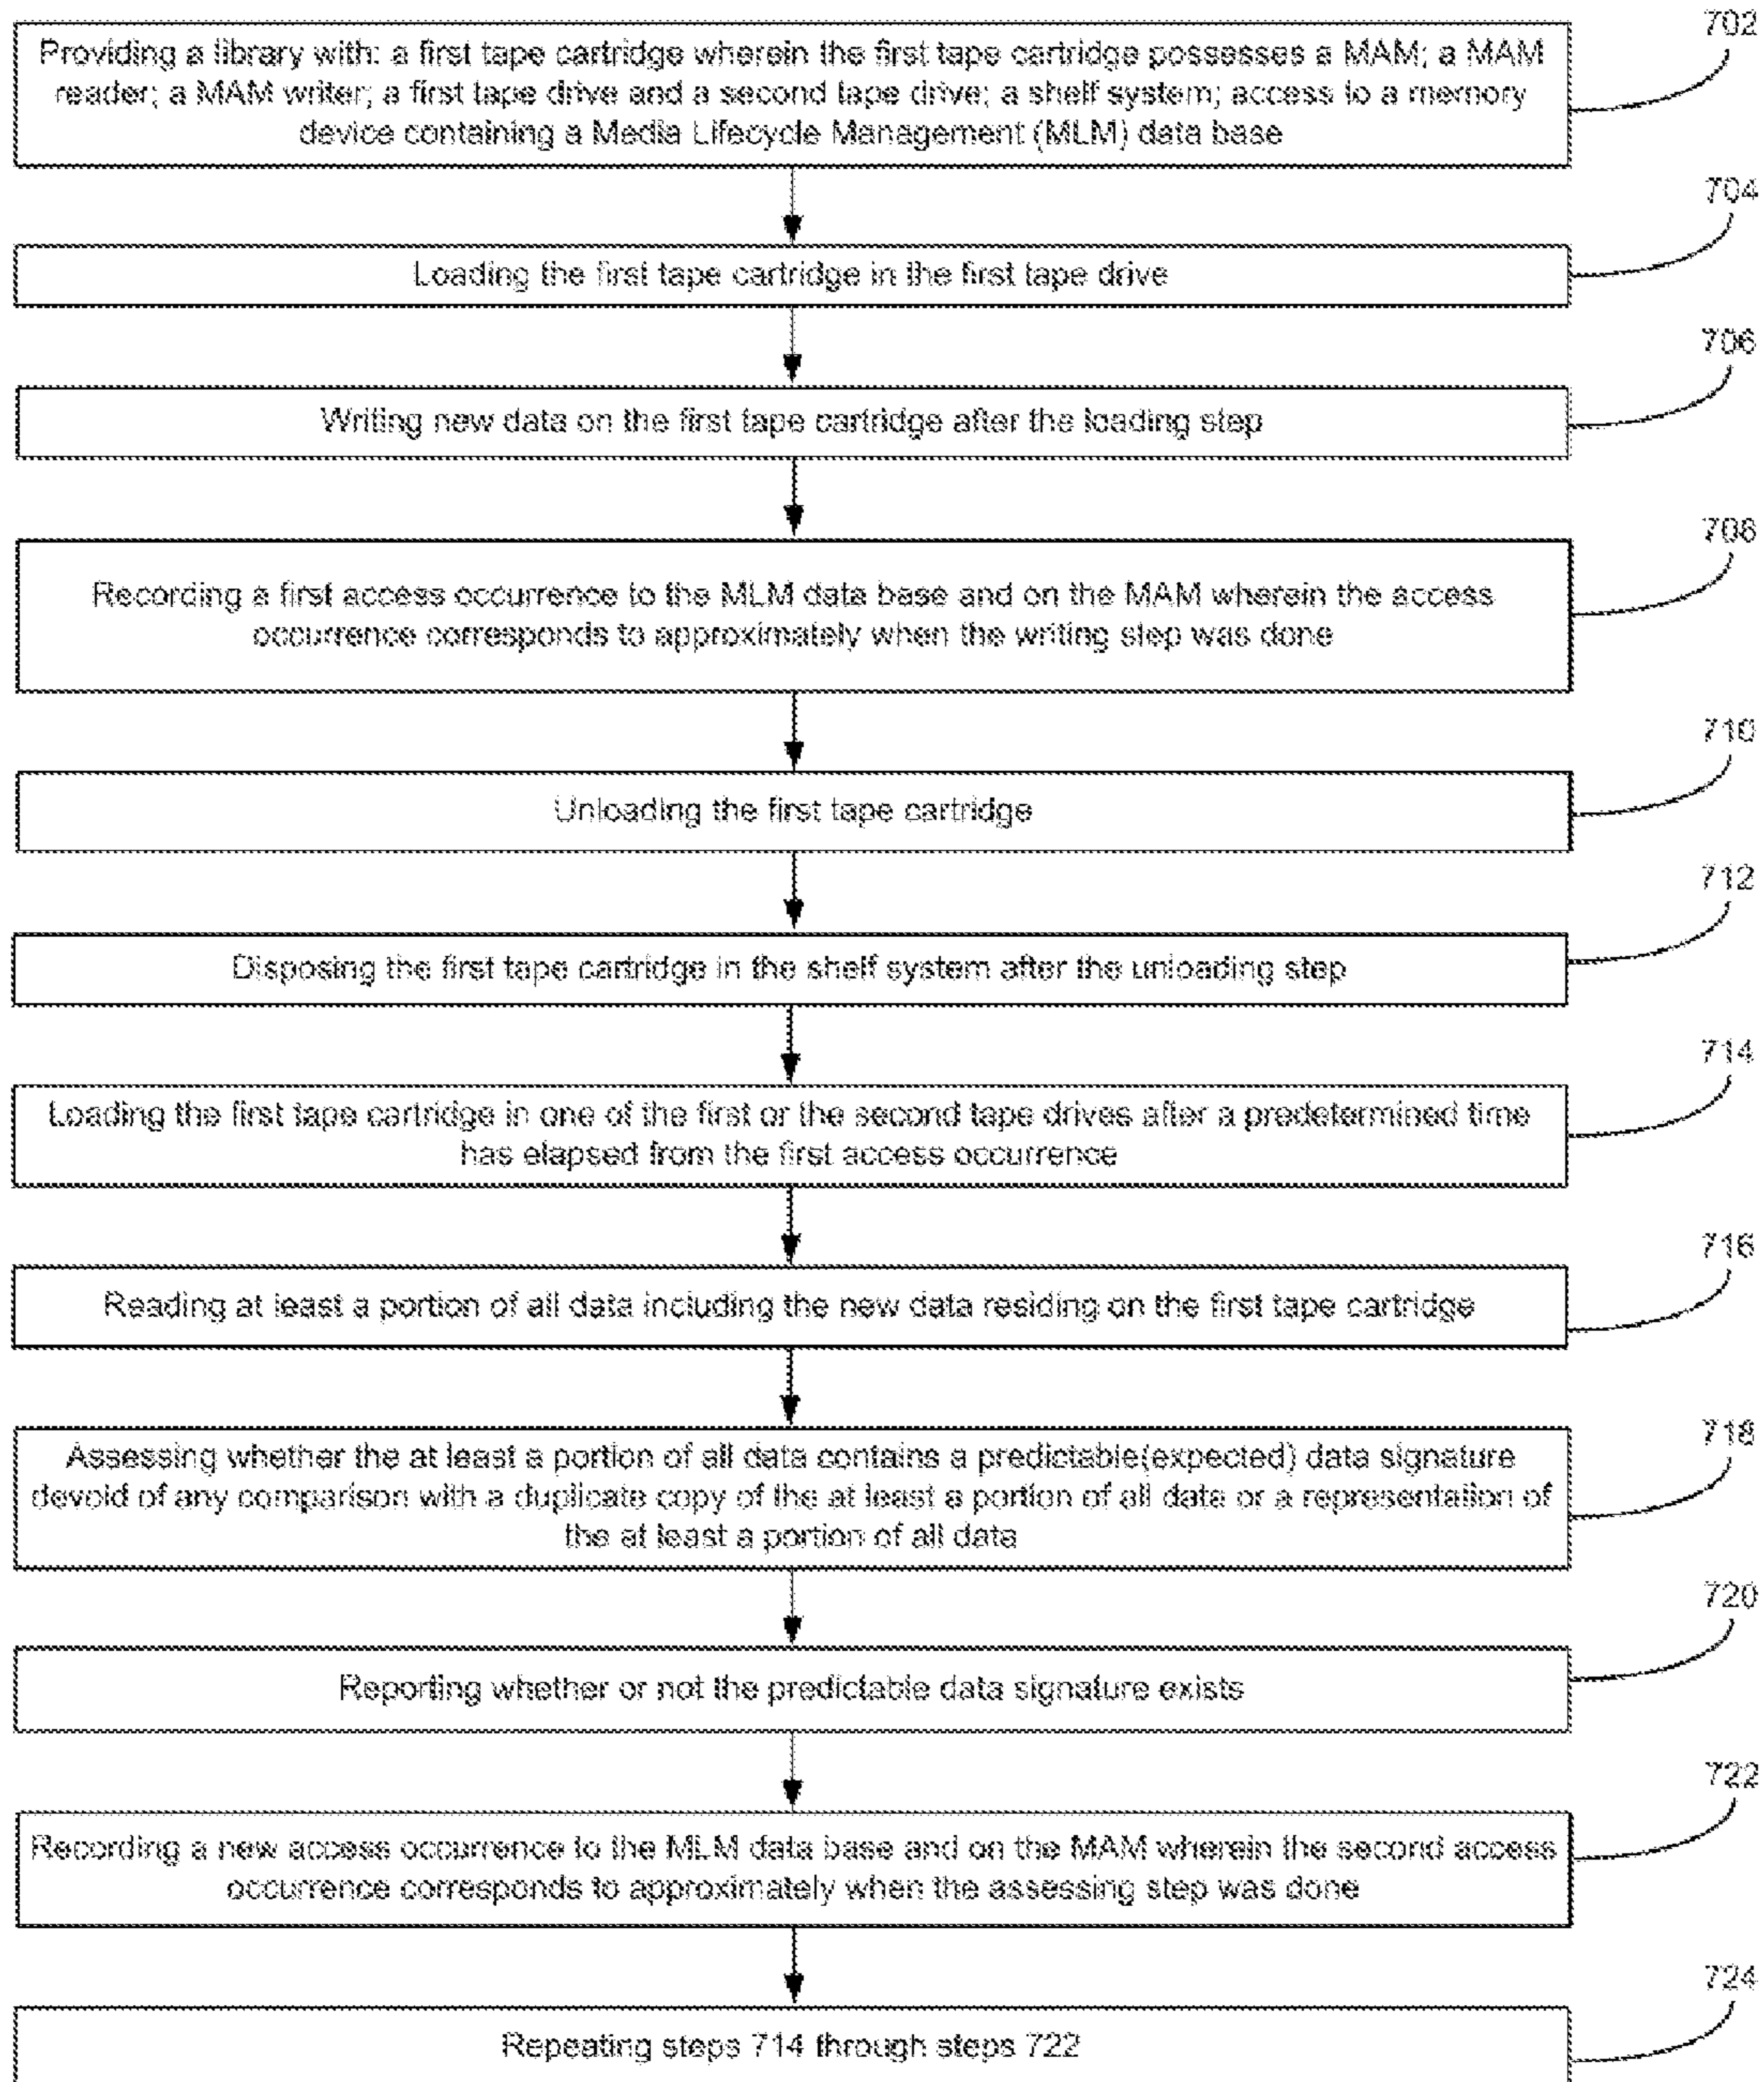 702
Providing a library with: a first tape cartridge wherein the first tape cartridge possesses a MAM; a MAM
reader; a MAM writer; a first tape drive and a second tape drive; a shelf system; access to a memory
device containing a Media Lifecycle Management (MLM) data base
704
Loading the first tape cartridge in the first tape drive
706
Writing new data on the first tape cartridge after the loading step
708
Recording a first access occurrence to the MLM data base and on the MAM wherein the access
occurrence corresponds to approximately when the writing step was done
710
Unloading the first tape cartridge
712
Disposing the first tape cartridge in the shelf system after the unloading step
714
Loading the first tape cartridge in one of the first or the second tape drives after a predetermined time
has elapsed from the first access occurrence
716
Reading at least a portion of all data including the new data residing on the first tape cartridge
718
Assessing whether the at least a portion of all data contains a predictable(expected) data signature
devoid of any comparison with a duplicate copy of the at least a portion of all data or a representation of
the at least a portion of all data
720
Reporting whether or not the predictable data signature exists
722
Recording a new access occurrence to the MLM data base and on the MAM wherein the second access
occurrence corresponds to approximately when the assessing step was done
724
Repeating steps 714 through steps 722